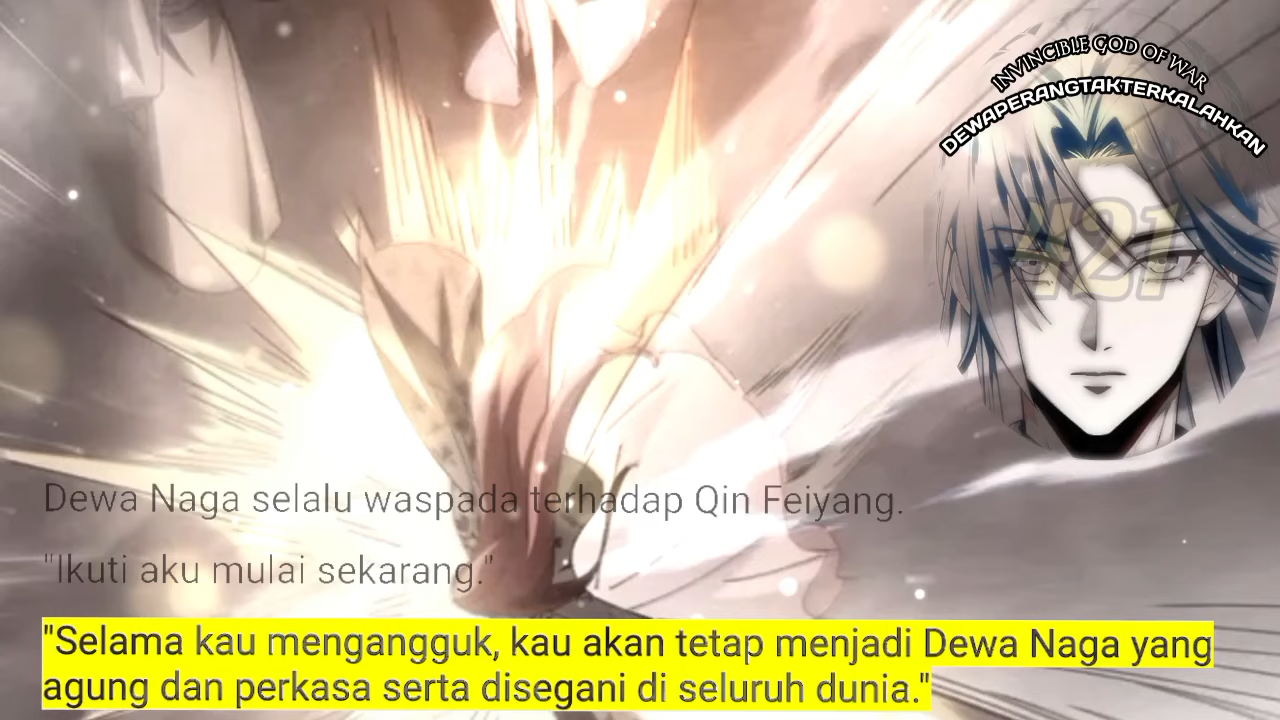 INVINCIBLE GOD OF WAR
DEWAPERANGTAKTERKALAHKAN
#21
Dewa Naga selalu waspada terhadap Qin Feiyang.
"Ikuti aku mulai sekarang."
"Selama kau mengangguk, kau akan tetap menjadi Dewa Naga yang
agung dan perkasa serta disegani di seluruh dunia."